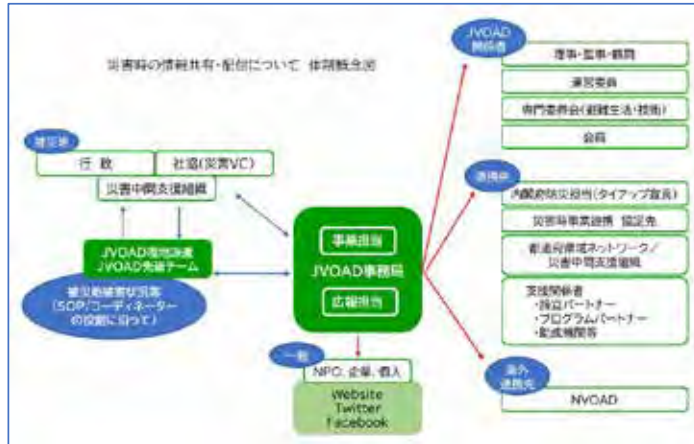 災害時の情報共有・配信について 体制概念図
被災地
行 政
社協(災害VC)
災害中間支援組織
JVOAD現地派遣
JVOAD先遣チーム
被災地被害状況等
(SOP/コーディネーター
の役割に沿って)
事業担当
JVOAD事務局
広報担当
一般
NPO、企業、個人
Website
Twitter
Facebook
JVOAD
関係者
理事・監事・顧問
運営委員
専門委員会(避難生活・技術)
会員
連携先
内閣府防災担当(タイアップ宣言)
災害時事業連携 協定先
都道府県域ネットワーク/
災害中間支援組織
支援関係者
・設立パートナー
・プログラムパートナー
・助成機関等
海外
連携先
NVOAD